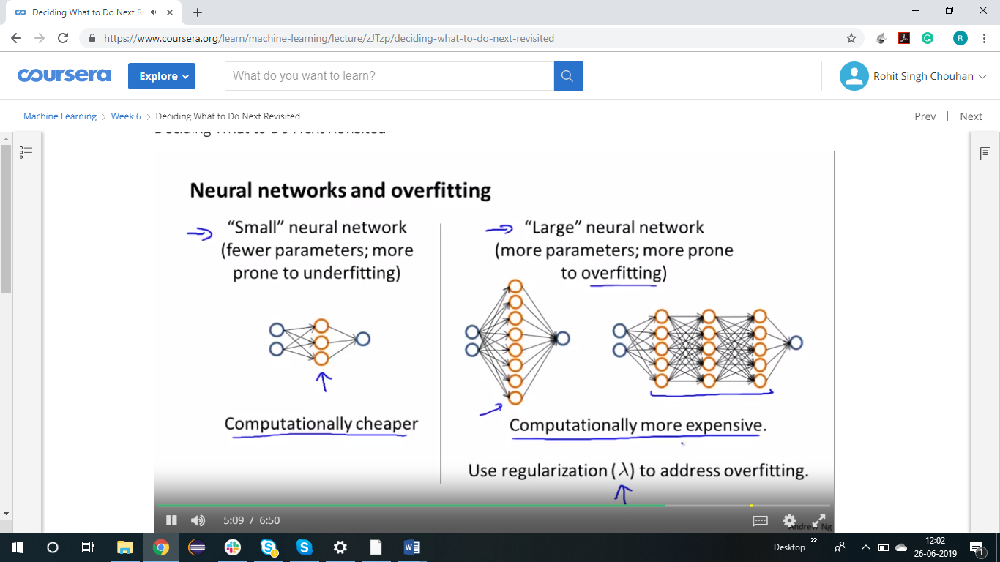 Deciding What to Do Next R
https://www.coursera.org/learn/machine-learning/lecture/zJTzp/deciding-what-to-do-next-revisited
R
coursera
Explore
What do you want to learn?
Rohit Singh Chouhan
Machine Learning > Week 6 > Deciding What to Do Next Revisited
Prev | Next
Deciding What to Do Next Revisited
Neural networks and overfitting
“Small” neural network
(fewer parameters; more
prone to underfitting)
Computationally cheaper
“Large” neural network
(more parameters; more prone
to overfitting)
Computationally more expensive.
Use regularization (λ) to address overfitting.
5:09 / 6:50
Andrew Ng
Desktop
12:02
26-06-2019
1